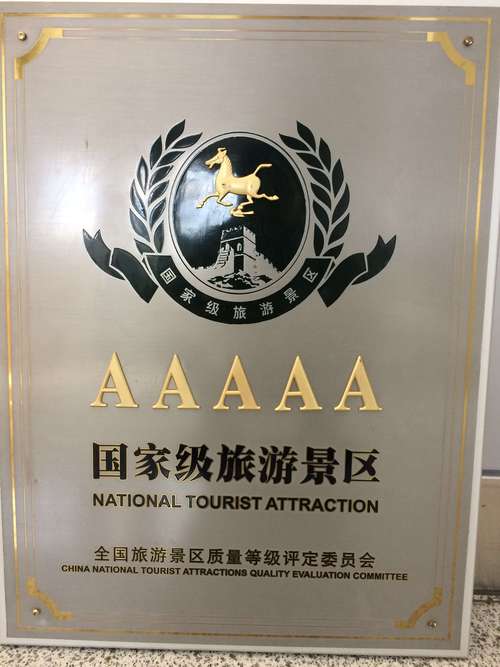 国家级旅游景区
AAAAA
国家级旅游景区
NATIONAL TOURIST ATTRACTION
全国旅游景区质量等级评定委员会
CHINA NATIONAL TOURIST ATTRACTIONS QUALITY EVALUATION COMMITTEE